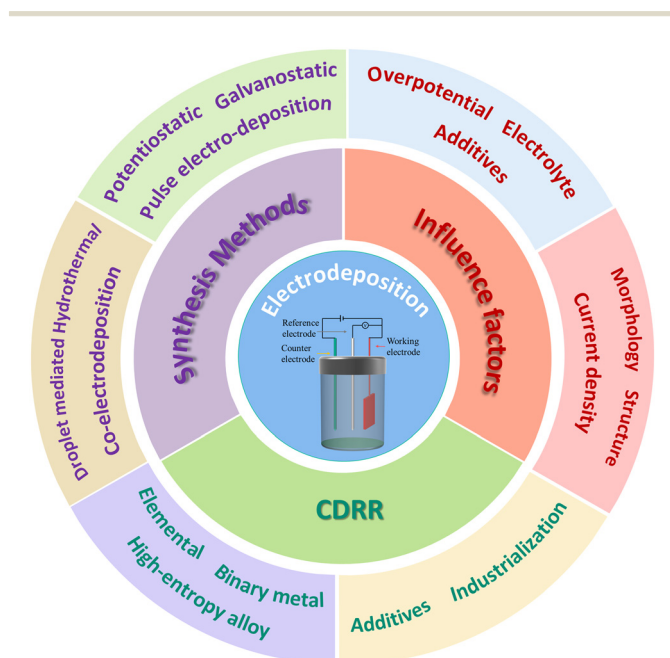 Potentiostatic Galvanostatic
Pulse electro-deposition
Overpotential Electrolyte
Additives
Synthesis Methods
Influence factors
Droplet mediated Hydrotherma/
Co-electrodeposition
Morphology Structure
Current density
Electrodeposition
Reference
electrode
V
Counter
electrode
Working
electrode
CDRR
Elemental Binary metal
High-entropy alloy
Additives Industrialization